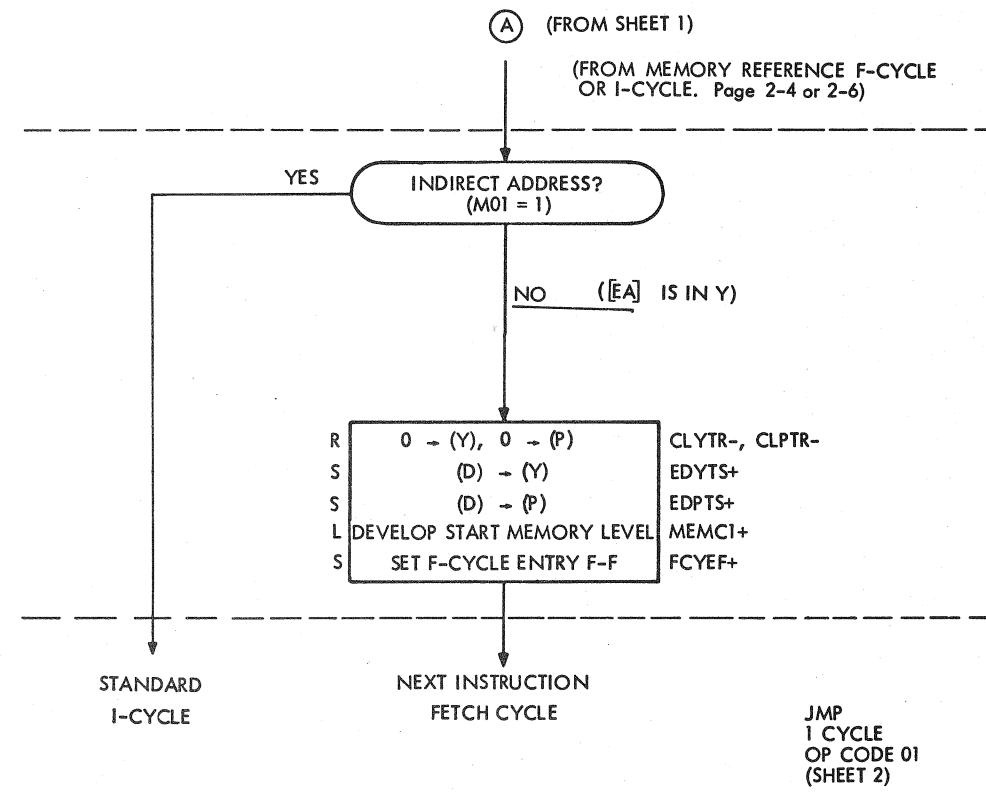 A (FROM SHEET 1)
(FROM MEMORY REFERENCE F-CYCLE
OR I-CYCLE. Page 2-4 or 2-6)
YES
INDIRECT ADDRESS?
(M01 = 1)
NO ([EA] IS IN Y)
R 0 → (Y), 0 → (P) CLYTR-, CLPTR-
S (D) → (Y) EDYTS+
S (D) → (P) EDPTS+
L DEVELOP START MEMORY LEVEL MEMC1+
S SET F-CYCLE ENTRY F-F FCYEF+
STANDARD
I-CYCLE
NEXT INSTRUCTION
FETCH CYCLE
JMP
1 CYCLE
OP CODE 01
(SHEET 2)